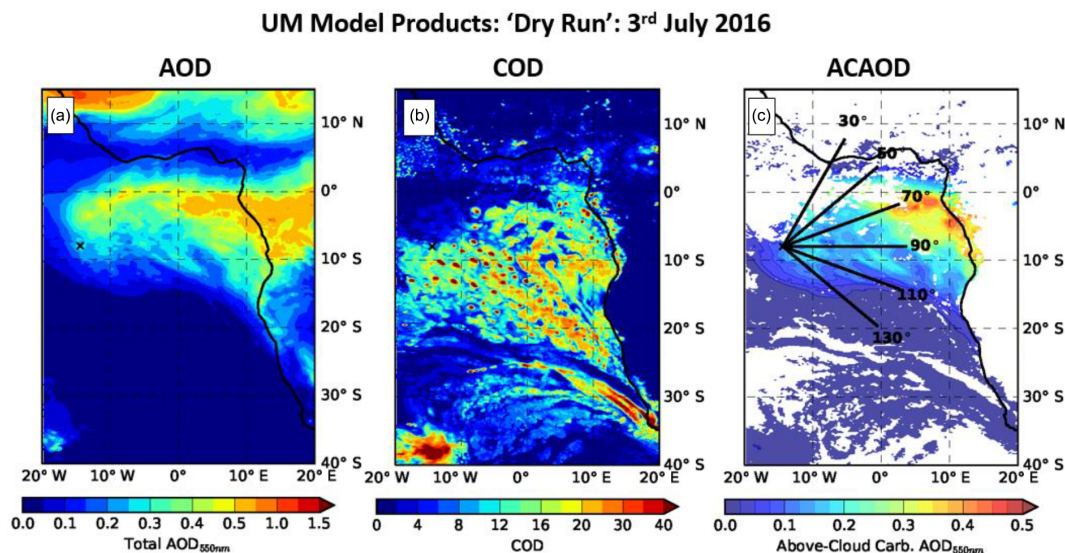 UM Model Products: 'Dry Run': 3rd July 2016
AOD
COD
ACAOD
(a)
(b)
(c)
10° N
0°
10° S
20° S
30° S
40° S
10° N
0°
10° S
20° S
30° S
40° S
10° N
0°
10° S
20° S
30° S
40° S
30°
50°
70°
90°
110°
130°
20° W 10° W 0° 10° E 20° E
20° W 10° W 0° 10° E 20° E
20° W 10° W 0° 10° E 20° E
0.0 0.1 0.2 0.3 0.4 0.5 1.0 1.5
Total AOD550nm
0 4 8 12 16 20 30 40
COD
0.0 0.1 0.2 0.3 0.4 0.5
Above-Cloud Carb. AOD550nm